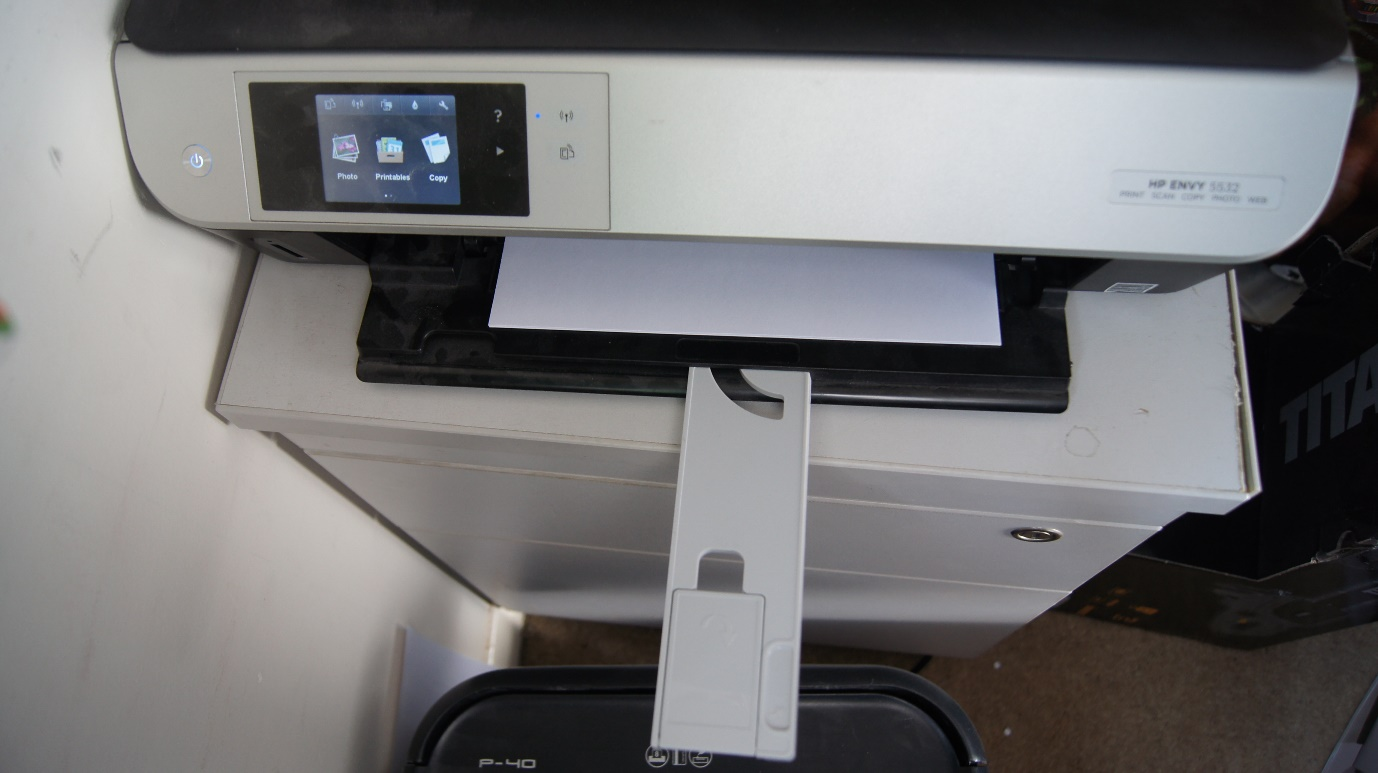 ?
Photo Printables Copy
HP ENVY 5532
PRINT SCAN COPY PHOTO WEB
TITA
P-40